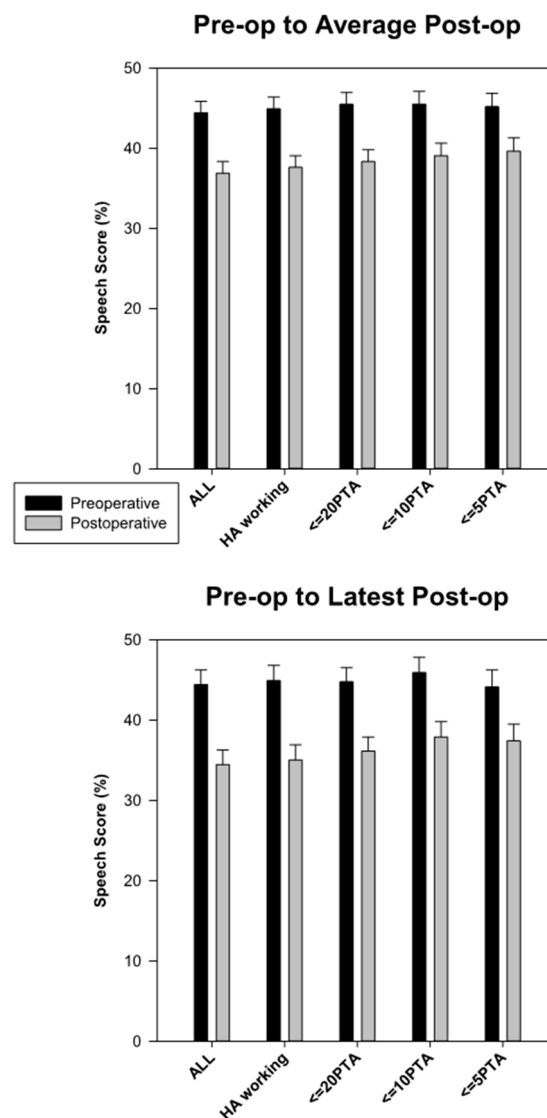 Pre-op to Average Post-op
50
40
30
20
10
0
Speech Score (%)
ALL
HA working
<=20PTA
<=10PTA
<=5PTA
Preoperative
Postoperative
Pre-op to Latest Post-op
50
40
30
20
10
0
Speech Score (%)
ALL
HA working
<=20PTA
<=10PTA
<=5PTA